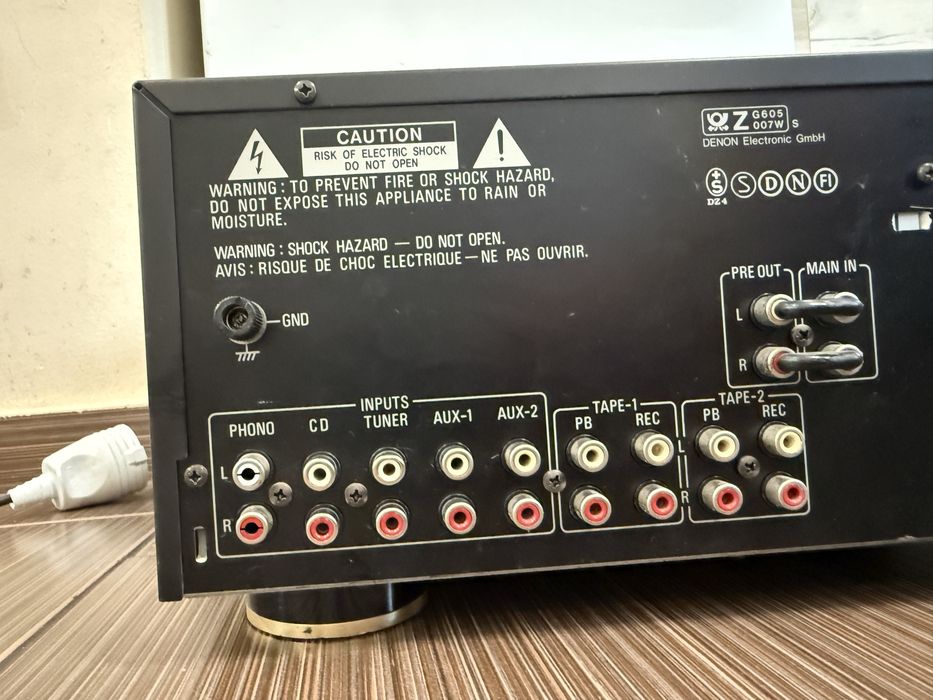 CAUTION
RISK OF ELECTRIC SHOCK
DO NOT OPEN
WARNING : TO PREVENT FIRE OR SHOCK HAZARD,
DO NOT EXPOSE THIS APPLIANCE TO RAIN OR
MOISTURE.
WARNING : SHOCK HAZARD — DO NOT OPEN.
AVIS : RISQUE DE CHOC ELECTRIQUE — NE PAS OUVRIR.
Z G605
007W S
DENON Electronic GmbH
S S D N FI
DZ4
GND
PRE OUT MAIN IN
L
R
INPUTS
PHONO CD TUNER AUX-1 AUX-2
TAPE-1
PB REC
TAPE-2
PB REC
L
R
L
R